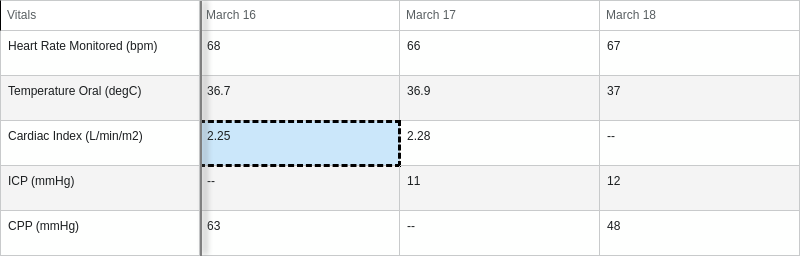 Vitals March 16 March 17 March 18
Heart Rate Monitored (bpm) 68 66 67
Temperature Oral (degC) 36.7 36.9 37
Cardiac Index (L/min/m2) 2.25 2.28 --
ICP (mmHg) -- 11 12
CPP (mmHg) 63 -- 48